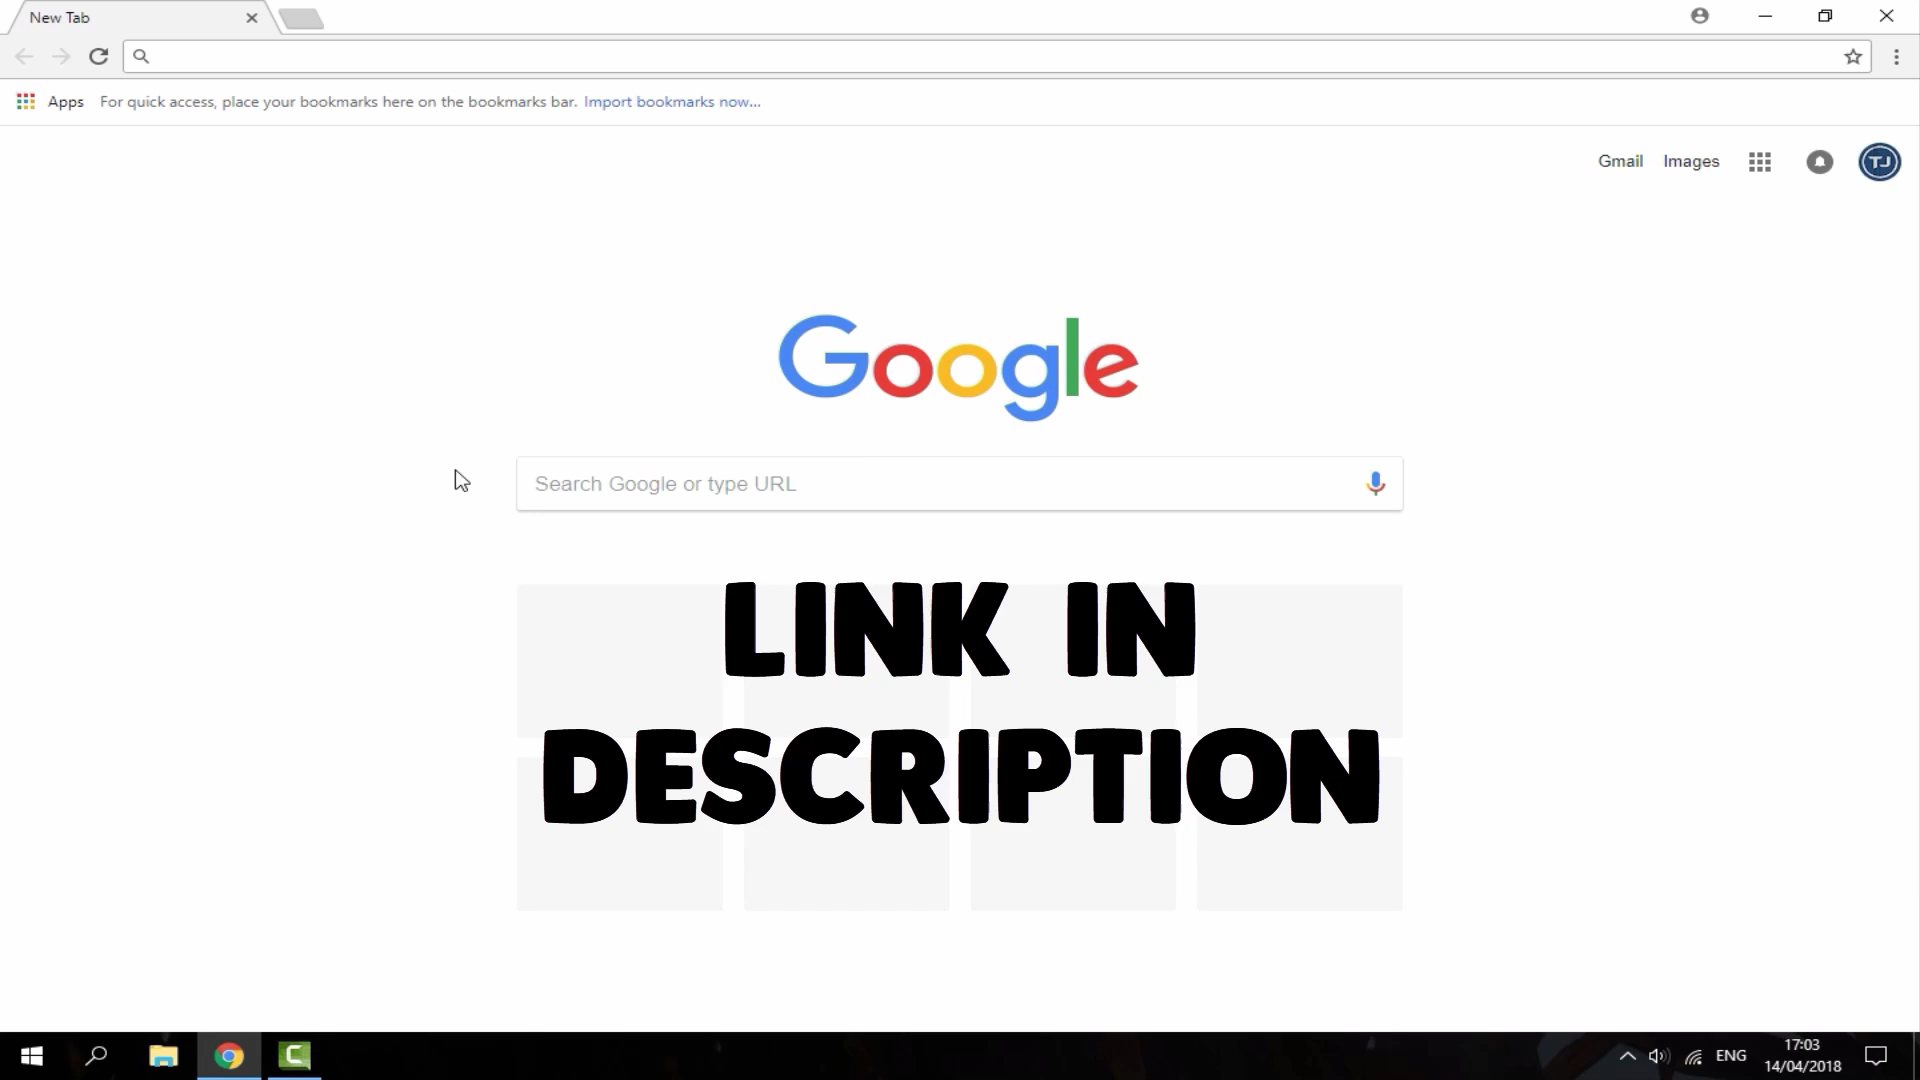 New Tab
Apps For quick access, place your bookmarks here on the bookmarks bar. Import bookmarks now...
Gmail Images TJ
Google
Search Google or type URL
LINK IN
DESCRIPTION
ENG 17:03
14/04/2018